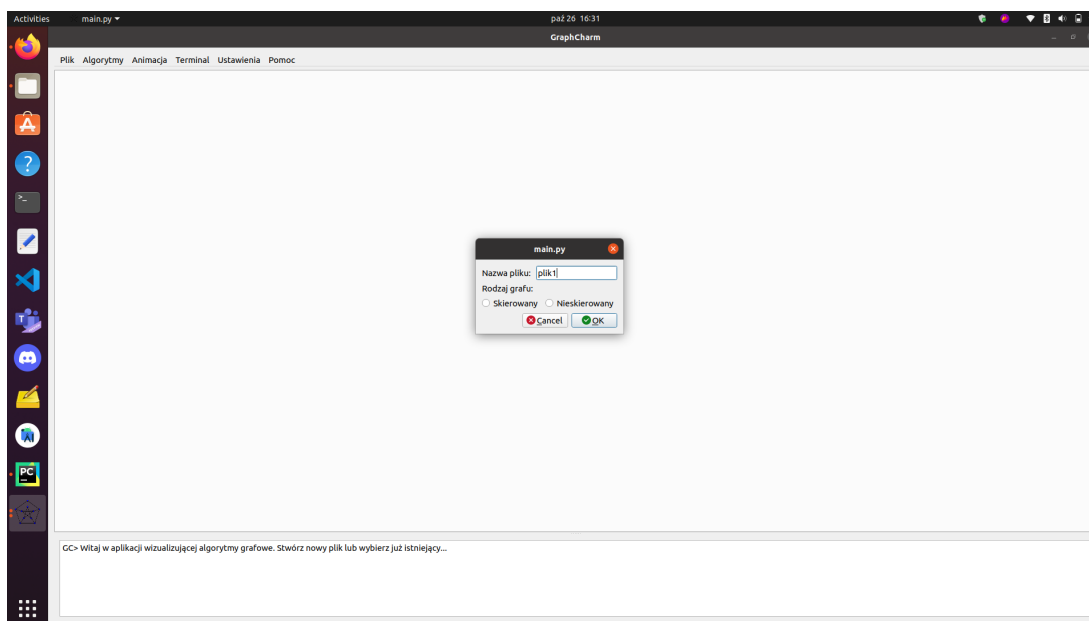 Activities main.py paź 26 16:31
GraphCharm
Plik Algorytmy Animacja Terminal Ustawienia Pomoc
main.py
Nazwa pliku: plik1
Rodzaj grafu:
Skierowany Nieskierowany
Cancel OK
GC> Witaj w aplikacji wizualizującej algorytmy grafowe. Stwórz nowy plik lub wybierz już istniejący...